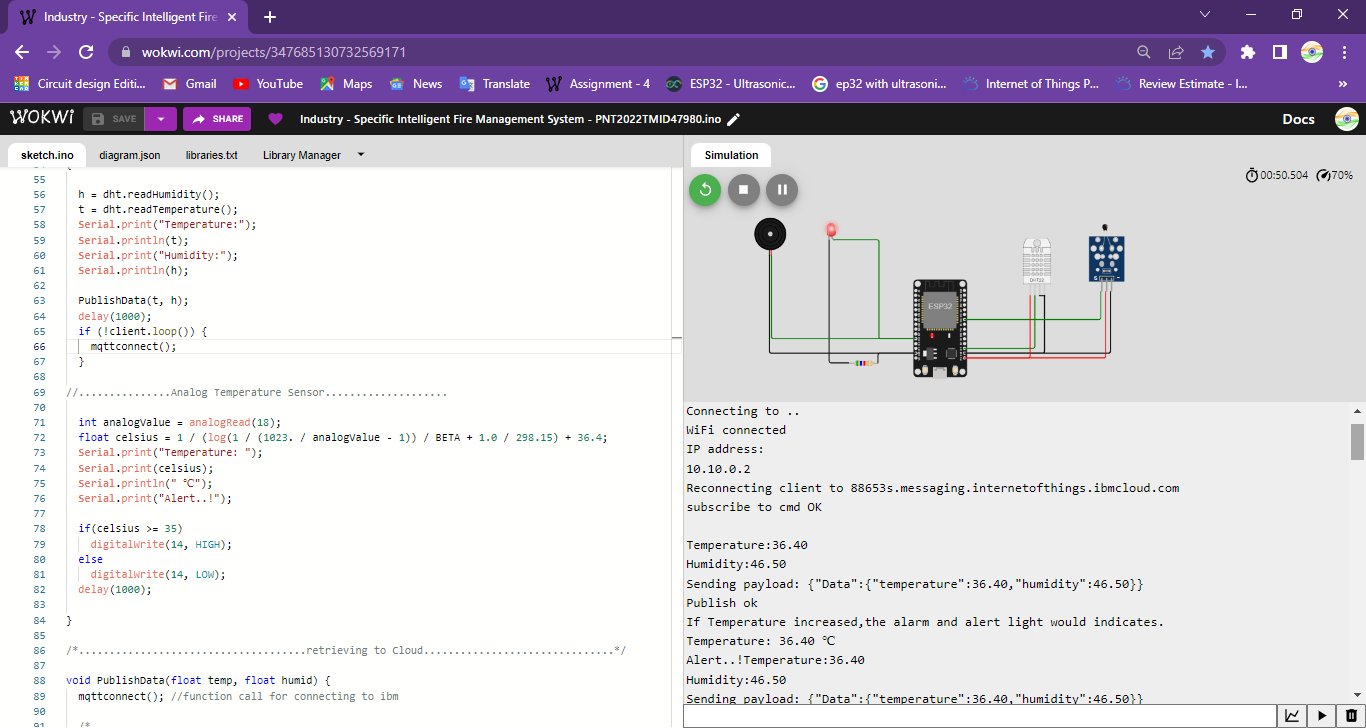 Industry - Specific Intelligent Fire
wokwi.com/projects/347685130732569171
Circuit design Editi...
Gmail
YouTube
Maps
News
Translate
Assignment - 4
ESP32 - Ultrasonic...
ep32 with ultrasoni...
Internet of Things P...
Review Estimate - I...
»
WOKWI
SAVE
SHARE
Industry - Specific Intelligent Fire Management System - PNT2022TMID47980.ino
Docs
sketch.ino
diagram.json
libraries.txt
Library Manager
55
56 h = dht.readHumidity();
57 t = dht.readTemperature();
58 Serial.print("Temperature:");
59 Serial.println(t);
60 Serial.print("Humidity:");
61 Serial.println(h);
62
63 PublishData(t, h);
64 delay(1000);
65 if (!client.loop()) {
66 mqttconnect();
67 }
68
69 //...............Analog Temperature Sensor....................
70
71 int analogValue = analogRead(18);
72 float celsius = 1 / (log(1 / (1023. / analogValue - 1)) / BETA + 1.0 / 298.15) + 36.4;
73 Serial.print("Temperature: ");
74 Serial.print(celsius);
75 Serial.println(" ℃");
76 Serial.print("Alert..!");
77
78 if(celsius >= 35)
79 digitalWrite(14, HIGH);
80 else
81 digitalWrite(14, LOW);
82 delay(1000);
83
84 }
85
86 /*.....................................retrieving to Cloud...............................*/
87
88 void PublishData(float temp, float humid) {
89 mqttconnect(); //function call for connecting to ibm
90
91 /*
Simulation
00:50.504
70%
ESP32
DHT22
S
Connecting to ..
WiFi connected
IP address:
10.10.0.2
Reconnecting client to 88653s.messaging.internetofthings.ibmcloud.com
subscribe to cmd OK
Temperature:36.40
Humidity:46.50
Sending payload: {"Data":{"temperature":36.40,"humidity":46.50}}
Publish ok
If Temperature increased,the alarm and alert light would indicates.
Temperature: 36.40 ℃
Alert..!Temperature:36.40
Humidity:46.50
Sending payload: {"Data":{"temperature":36.40,"humidity":46.50}}